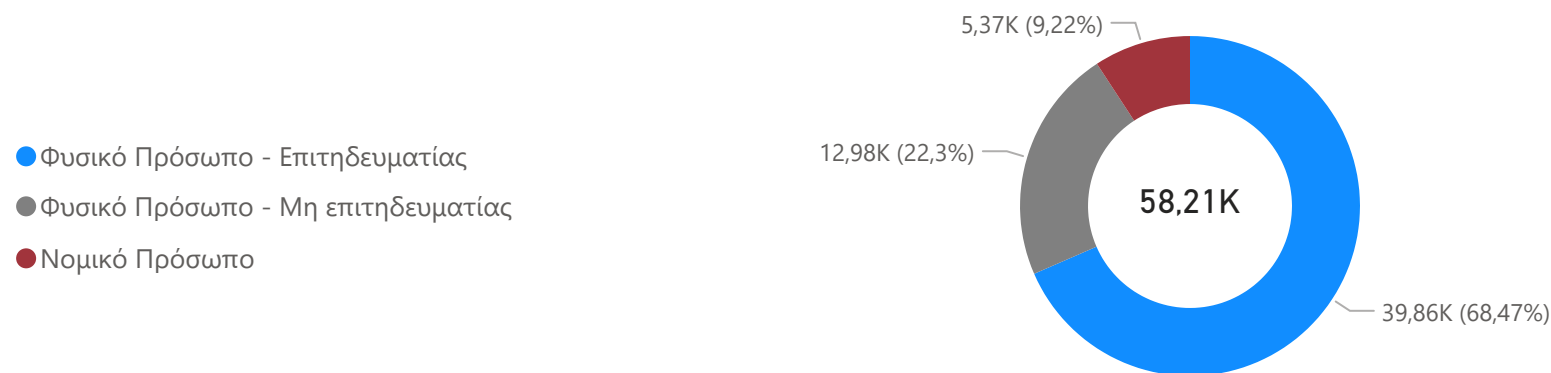 5,37K (9,22%)
Φυσικό Πρόσωπο - Επιτηδευματίας
12,98K (22,3%)
Φυσικό Πρόσωπο - Μη επιτηδευματίας
58,21K
Νομικό Πρόσωπο
39,86K (68,47%)